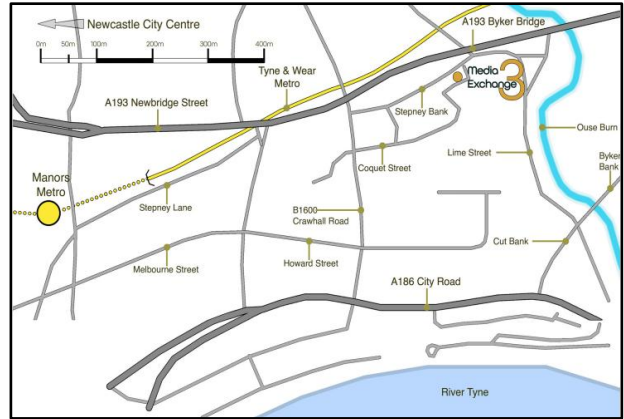 Newcastle City Centre
0m 100m 200m 300m 400m
A193 Byker Bridge
Tyne & Wear
Metro
Media
Exchange 3
A193 Newbridge Street
Stepney Bank
Ouse Burn
Coquet Street
Lime Street
Byker
Bank
Manors
Metro
Stepney Lane
B1600
Crawhall Road
Melbourne Street
Howard Street
Cut Bank
A186 City Road
River Tyne